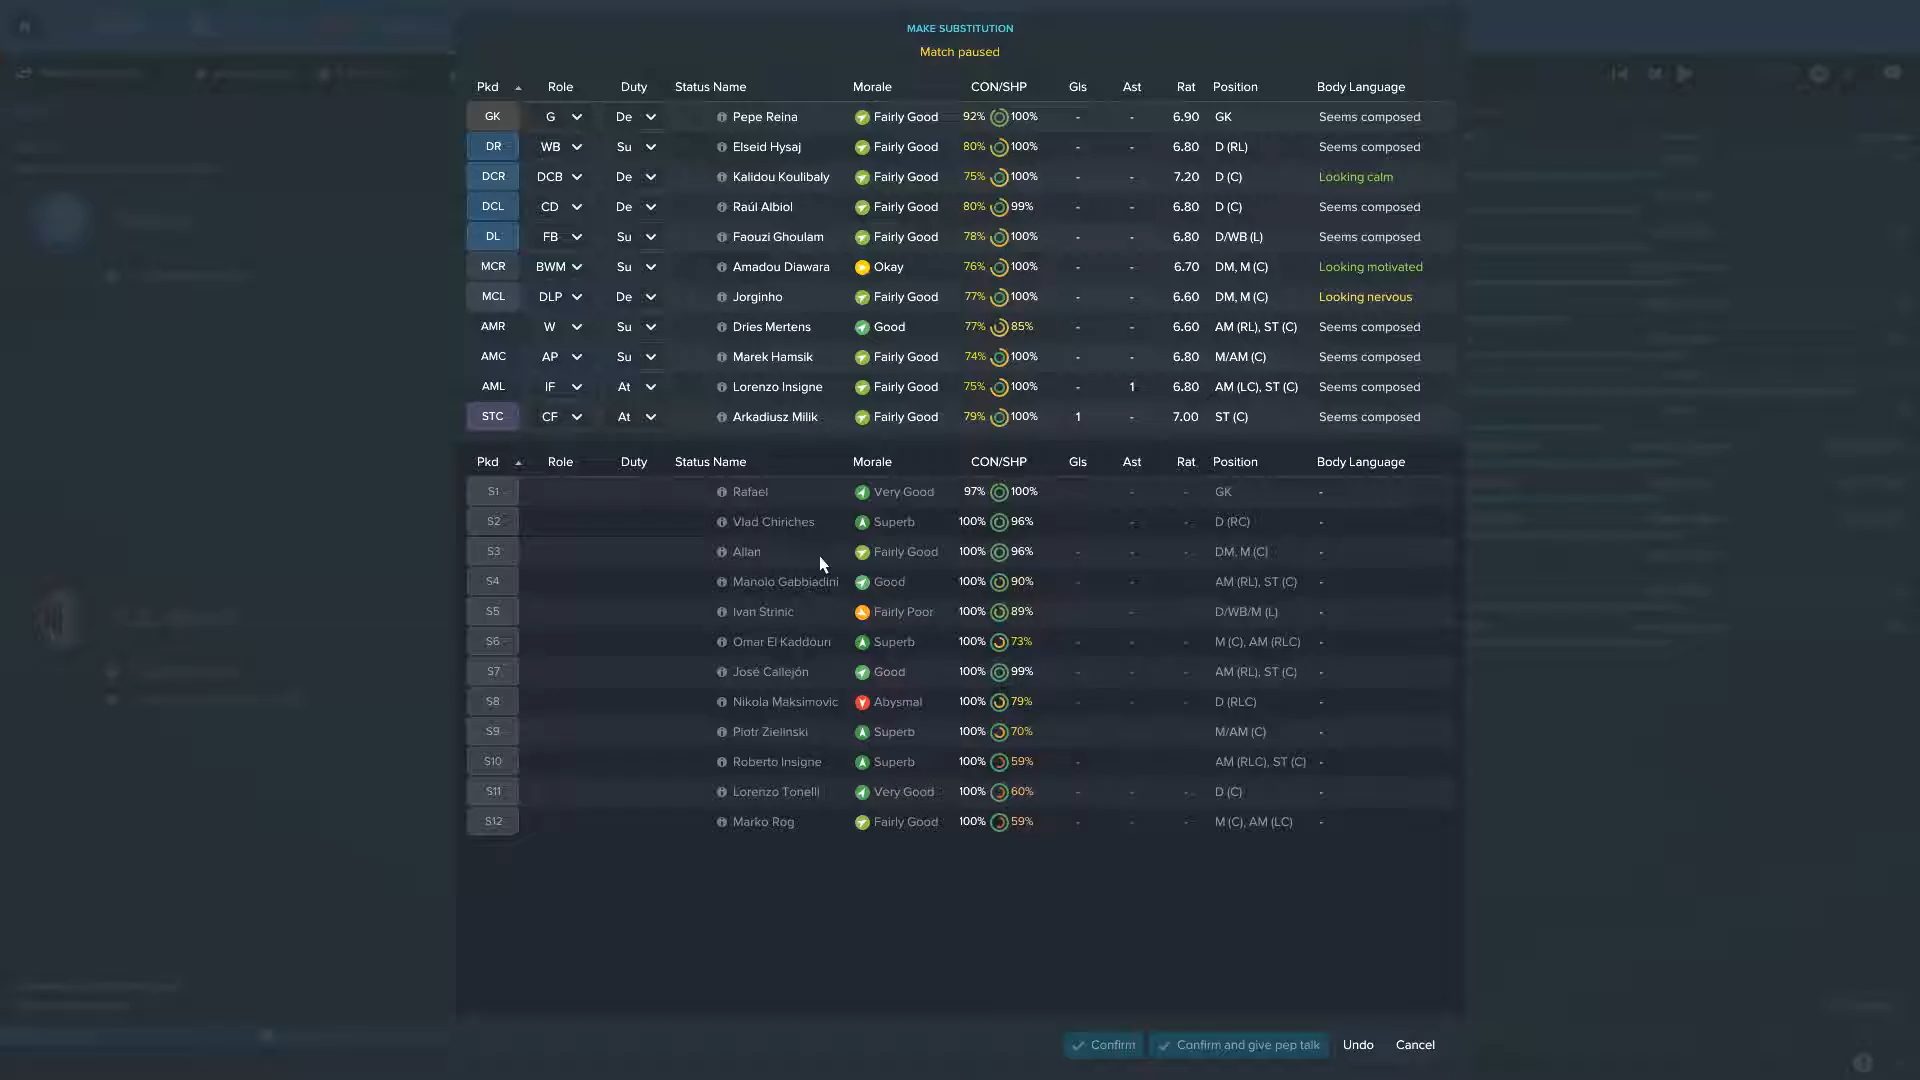 MAKE SUBSTITUTION
Match paused
Pkd Role Duty Status Name Morale CON/SHP Gls Ast Rat Position Body Language
GK G De Pepe Reina Fairly Good 92% 100% - - 6.90 GK Seems composed
DR WB Su Elseid Hysaj Fairly Good 80% 100% - - 6.80 D (RL) Seems composed
DCR DCB De Kalidou Koulibaly Fairly Good 75% 100% - - 7.20 D (C) Looking calm
DCL CD De Raúl Albiol Fairly Good 80% 99% - - 6.80 D (C) Seems composed
DL FB Su Faouzi Ghoulam Fairly Good 78% 100% - - 6.80 D/WB (L) Seems composed
MCR BWM Su Amadou Diawara Okay 76% 100% - - 6.70 DM, M (C) Looking motivated
MCL DLP De Jorginho Fairly Good 77% 100% - - 6.60 DM, M (C) Looking nervous
AMR W Su Dries Mertens Good 77% 85% - - 6.60 AM (RL), ST (C) Seems composed
AMC AP Su Marek Hamsik Fairly Good 74% 100% - - 6.80 M/AM (C) Seems composed
AML IF At Lorenzo Insigne Fairly Good 75% 100% - 1 6.80 AM (LC), ST (C) Seems composed
STC CF At Arkadiusz Milik Fairly Good 79% 100% 1 - 7.00 ST (C) Seems composed
Pkd Role Duty Status Name Morale CON/SHP Gls Ast Rat Position Body Language
S1 Rafael Very Good 97% 100% - - GK -
S2 Vlad Chiriches Superb 100% 96% - - D (RC) -
S3 Allan Fairly Good 100% 96% - - - DM, M (C) -
S4 Manolo Gabbiadini Good 100% 90% - - - AM (RL), ST (C) -
S5 Ivan Strinic Fairly Poor 100% 89% - - D/WB/M (L) -
S6 Omar El Kaddouri Superb 100% 73% - - - M (C), AM (RLC) -
S7 José Callejón Good 100% 99% - - - AM (RL), ST (C) -
S8 Nikola Maksimovic Abysmal 100% 79% - - - D (RLC) -
S9 Piotr Zielinski Superb 100% 70% - - M/AM (C) -
S10 Roberto Insigne Superb 100% 59% - AM (RLC), ST (C) -
S11 Lorenzo Tonelli Very Good 100% 60% - - - D (C) -
S12 Marko Rog Fairly Good 100% 59% - - - M (C), AM (LC) -
Confirm Confirm and give pep talk Undo Cancel